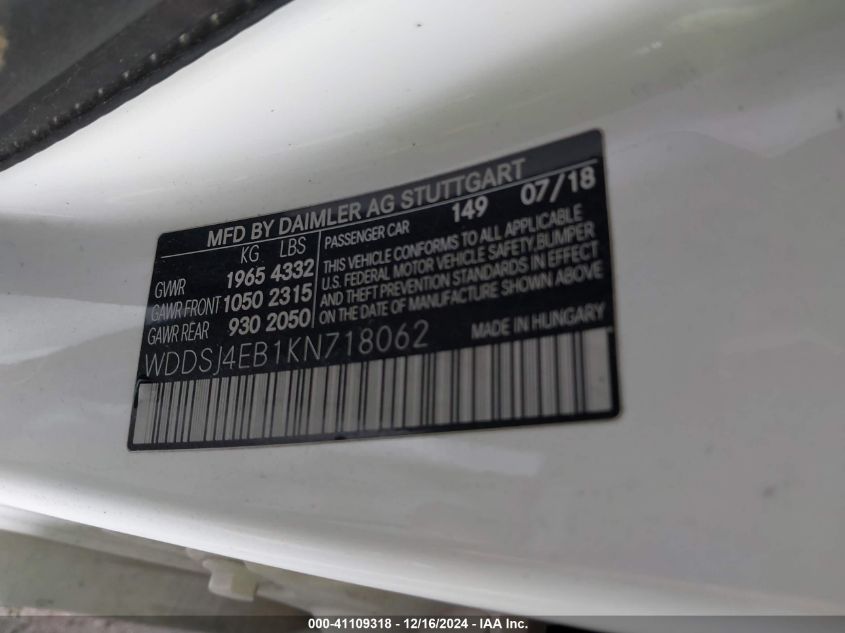 MFD BY DAIMLER AG STUTTGART
KG LBS
GVWR 1965 4332
GAWR FRONT 1050 2315
GAWR REAR 930 2050
PASSENGER CAR 149 07/18
THIS VEHICLE CONFORMS TO ALL APPLICABLE
U.S. FEDERAL MOTOR VEHICLE SAFETY, BUMPER
AND THEFT PREVENTION STANDARDS IN EFFECT
ON THE DATE OF MANUFACTURE SHOWN ABOVE
WDDSJ4EB1KN718062
MADE IN HUNGARY
000-41109318 - 12/16/2024 - IAA Inc.